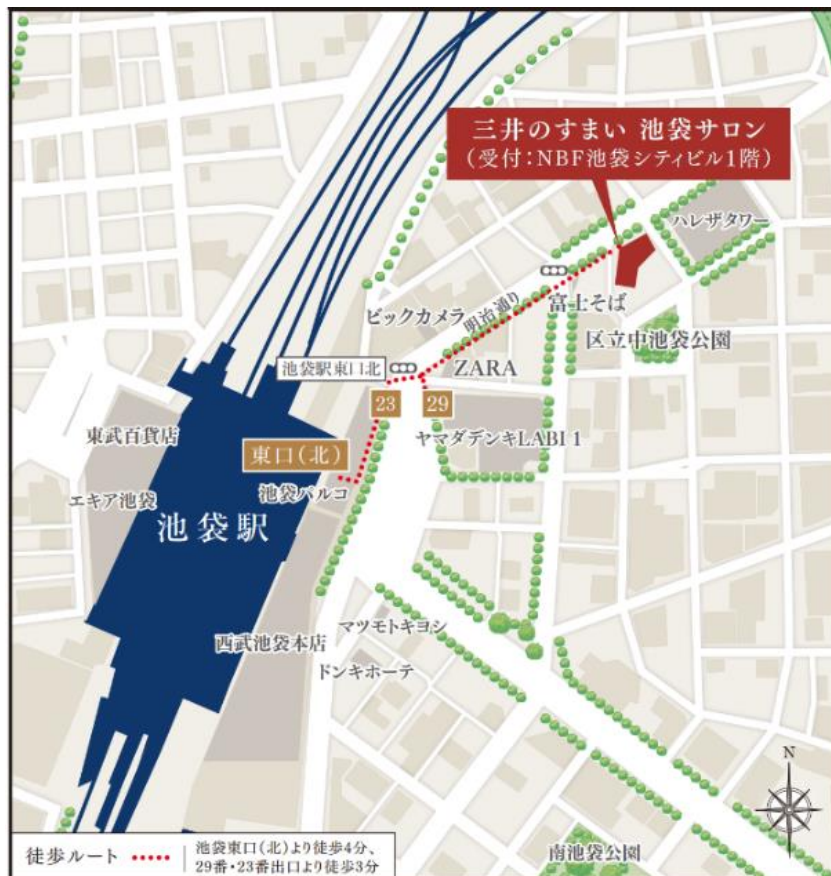 三井のすまい 池袋サロン
(受付:NBF池袋シティビル1階)
ハレザタワー
富士そば
明治通り
ビックカメラ
区立中池袋公園
池袋駅東口北
ZARA
23
29
東武百貨店
ヤマダデンキLABI 1
東口(北)
エキア池袋
池袋パルコ
池袋駅
マツモトキヨシ
西武池袋本店
ドンキホーテ
N
南池袋公園
徒歩ルート
池袋東口(北)より徒歩4分、
29番・23番出口より徒歩3分